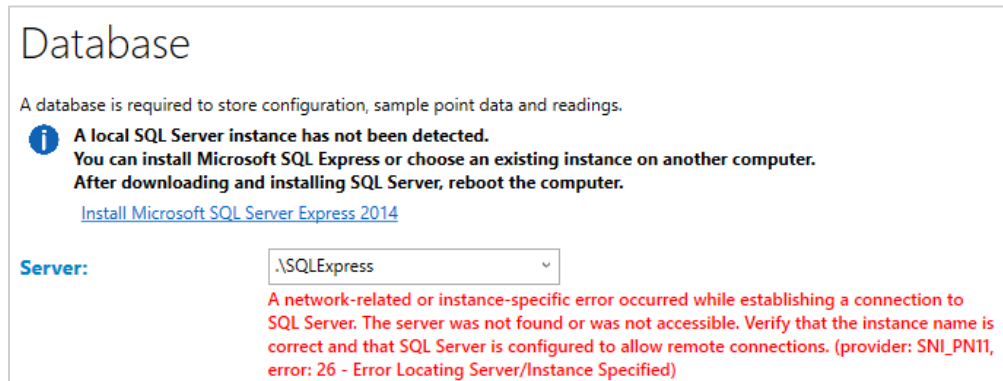 Database
A database is required to store configuration, sample point data and readings.
A local SQL Server instance has not been detected.
You can install Microsoft SQL Express or choose an existing instance on another computer.
After downloading and installing SQL Server, reboot the computer.
Install Microsoft SQL Server Express 2014
Server: .\SQLExpress
A network-related or instance-specific error occurred while establishing a connection to
SQL Server. The server was not found or was not accessible. Verify that the instance name is
correct and that SQL Server is configured to allow remote connections. (provider: SNI_PN11,
error: 26 - Error Locating Server/Instance Specified)